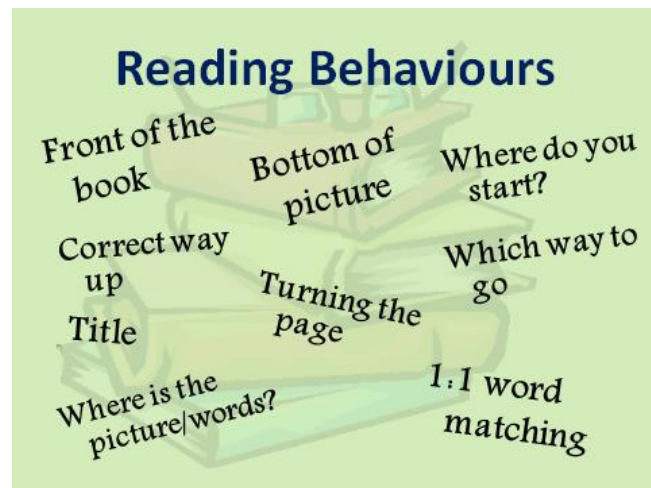 Reading Behaviours
Front of the
book
Bottom of
picture
Where do you
start?
Correct way
up
Which way to
go
Title
Turning the
page
Where is the
picture/words?
1:1 word
matching